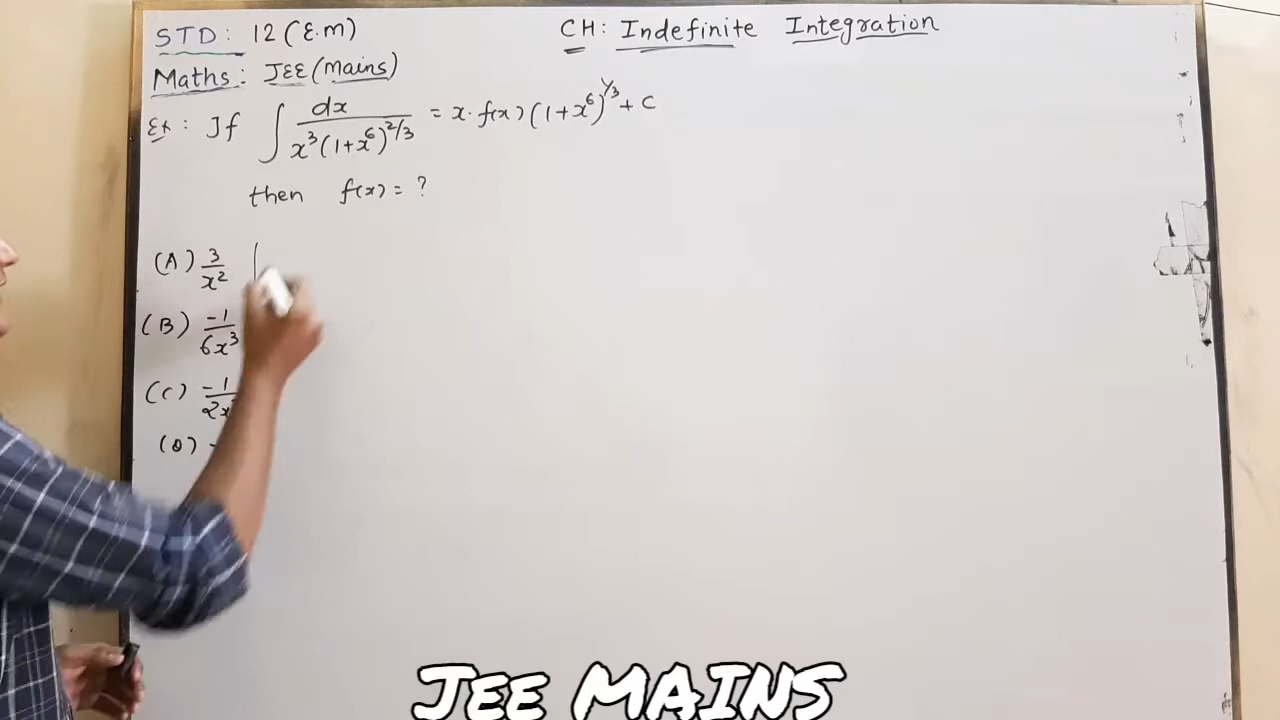 STD: 12 (E.m)
CH: Indefinite Integration
Maths: JEE (Mains)
Ex: If ∫ dx / x³(1+x⁶)^2/3 = x·f(x)(1+x⁶)^1/3 + c
then f(x) = ?
(A) 3/x²
(B) -1/6x³
(C) -1/2x
(D) -
JEE MAINS